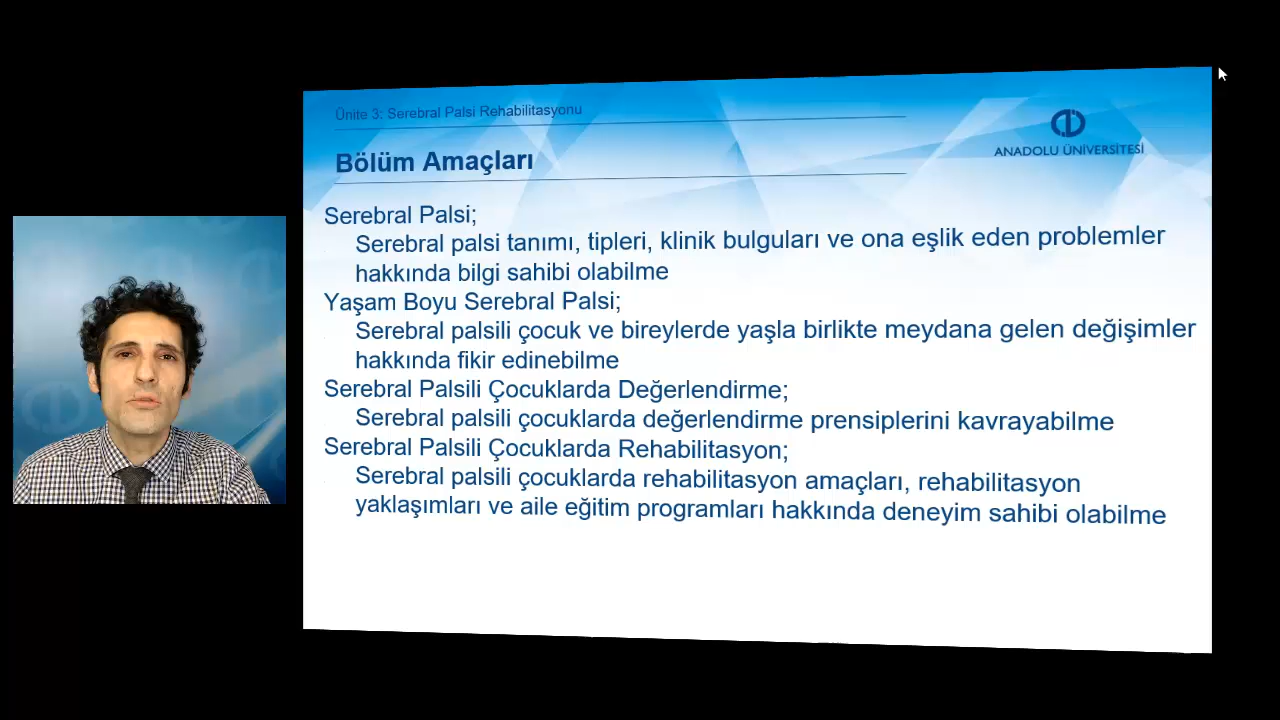 Ünite 3: Serebral Palsi Rehabilitasyonu
ANADOLU ÜNİVERSİTESİ
Bölüm Amaçları
Serebral Palsi;
Serebral palsi tanımı, tipleri, klinik bulguları ve ona eşlik eden problemler
hakkında bilgi sahibi olabilme
Yaşam Boyu Serebral Palsi;
Serebral palsili çocuk ve bireylerde yaşla birlikte meydana gelen değişimler
hakkında fikir edinebilme
Serebral Palsili Çocuklarda Değerlendirme;
Serebral palsili çocuklarda değerlendirme prensiplerini kavrayabilme
Serebral Palsili Çocuklarda Rehabilitasyon;
Serebral palsili çocuklarda rehabilitasyon amaçları, rehabilitasyon
yaklaşımları ve aile eğitim programları hakkında deneyim sahibi olabilme